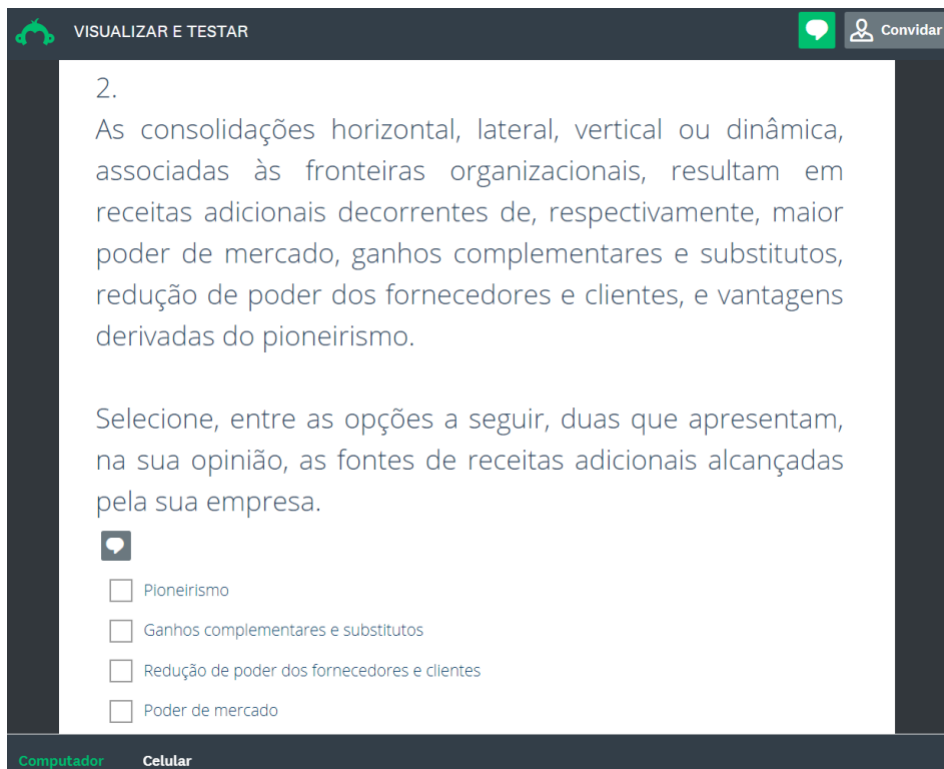 VISUALIZAR E TESTAR
Convidar
2.
As consolidações horizontal, lateral, vertical ou dinâmica,
associadas às fronteiras organizacionais, resultam em
receitas adicionais decorrentes de, respectivamente, maior
poder de mercado, ganhos complementares e substitutos,
redução de poder dos fornecedores e clientes, e vantagens
derivadas do pioneirismo.
Selecione, entre as opções a seguir, duas que apresentam,
na sua opinião, as fontes de receitas adicionais alcançadas
pela sua empresa.
Pioneirismo
Ganhos complementares e substitutos
Redução de poder dos fornecedores e clientes
Poder de mercado
Computador
Celular